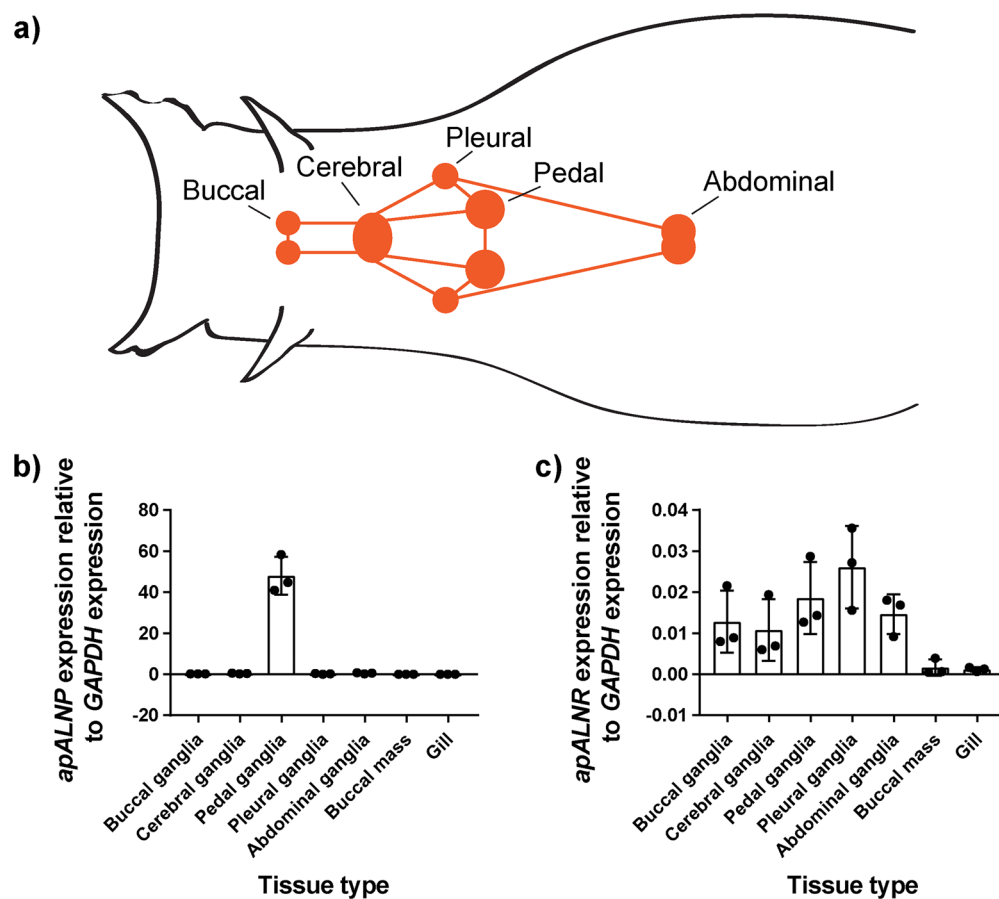 a)
Buccal
Cerebral
Pleural
Pedal
Abdominal
b)
apALNP expression relative
to GAPDH expression
80
60
40
20
0
-20
Buccal ganglia
Cerebral ganglia
Pedal ganglia
Pleural ganglia
Abdominal ganglia
Buccal mass
Gill
Tissue type
c)
apALNR expression relative
to GAPDH expression
0.04
0.03
0.02
0.01
0.00
-0.01
Buccal ganglia
Cerebral ganglia
Pedal ganglia
Pleural ganglia
Abdominal ganglia
Buccal mass
Gill
Tissue type